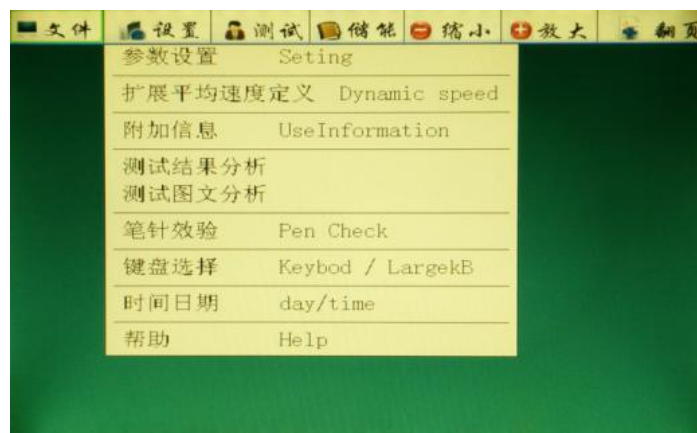 文件 设置 测试 储能 缩小 放大 翻页
参数设置 Seting
扩展平均速度定义 Dynamic speed
附加信息 UseInformation
测试结果分析
测试图文分析
笔针效验 Pen Check
键盘选择 Keybod / LargekB
时间日期 day/time
帮助 Help